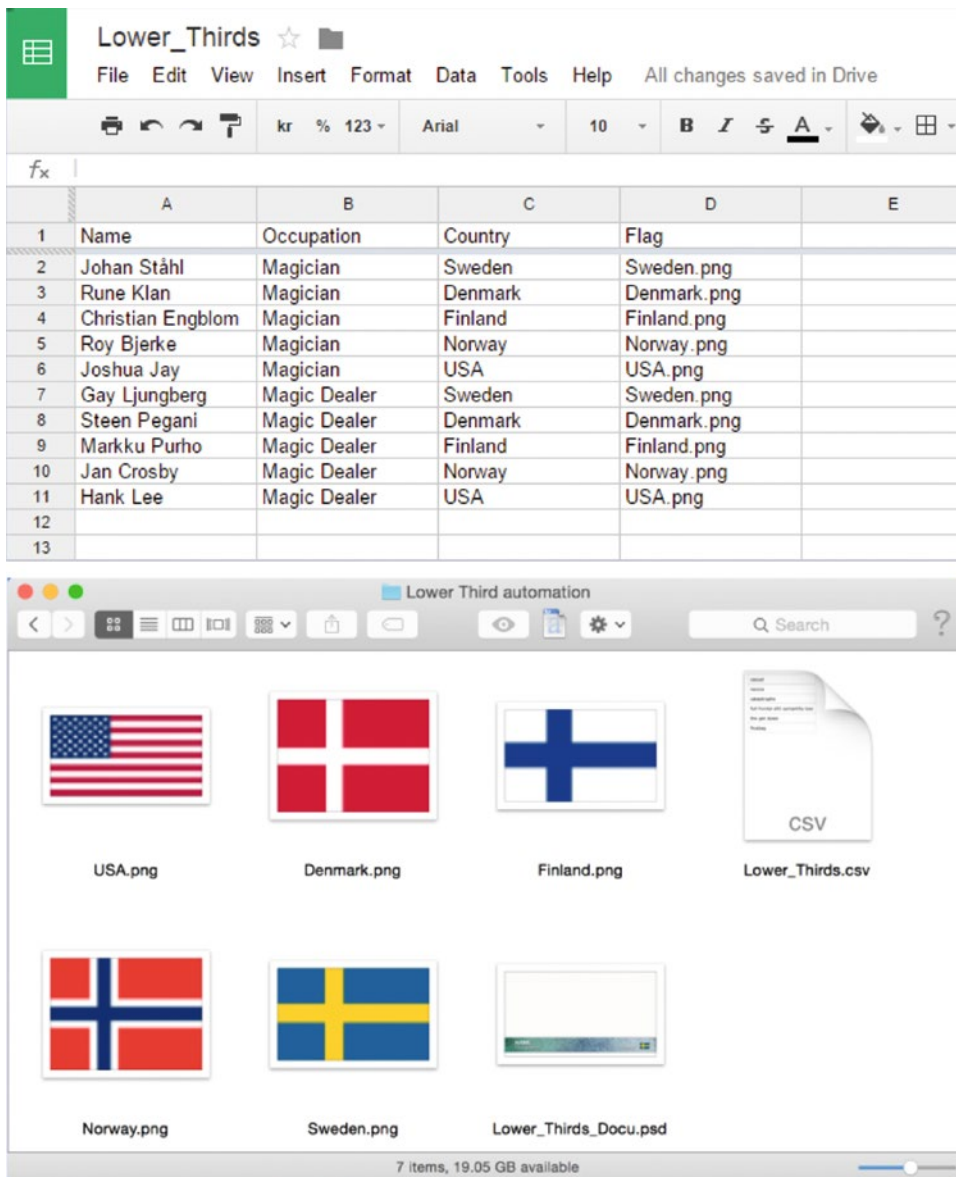 Lower_Thirds
File Edit View Insert Format Data Tools Help All changes saved in Drive
kr % 123 Arial 10 B I S A
fx
A B C D E
1 Name Occupation Country Flag
2 Johan Ståhl Magician Sweden Sweden.png
3 Rune Klan Magician Denmark Denmark.png
4 Christian Engblom Magician Finland Finland.png
5 Roy Bjerke Magician Norway Norway.png
6 Joshua Jay Magician USA USA.png
7 Gay Ljungberg Magic Dealer Sweden Sweden.png
8 Steen Pegani Magic Dealer Denmark Denmark.png
9 Markku Purho Magic Dealer Finland Finland.png
10 Jan Crosby Magic Dealer Norway Norway.png
11 Hank Lee Magic Dealer USA USA.png
12
13
Lower Third automation
Search ?
CSV
USA.png Denmark.png Finland.png Lower_Thirds.csv
Norway.png Sweden.png Lower_Thirds_Docu.psd
7 items, 19.05 GB available